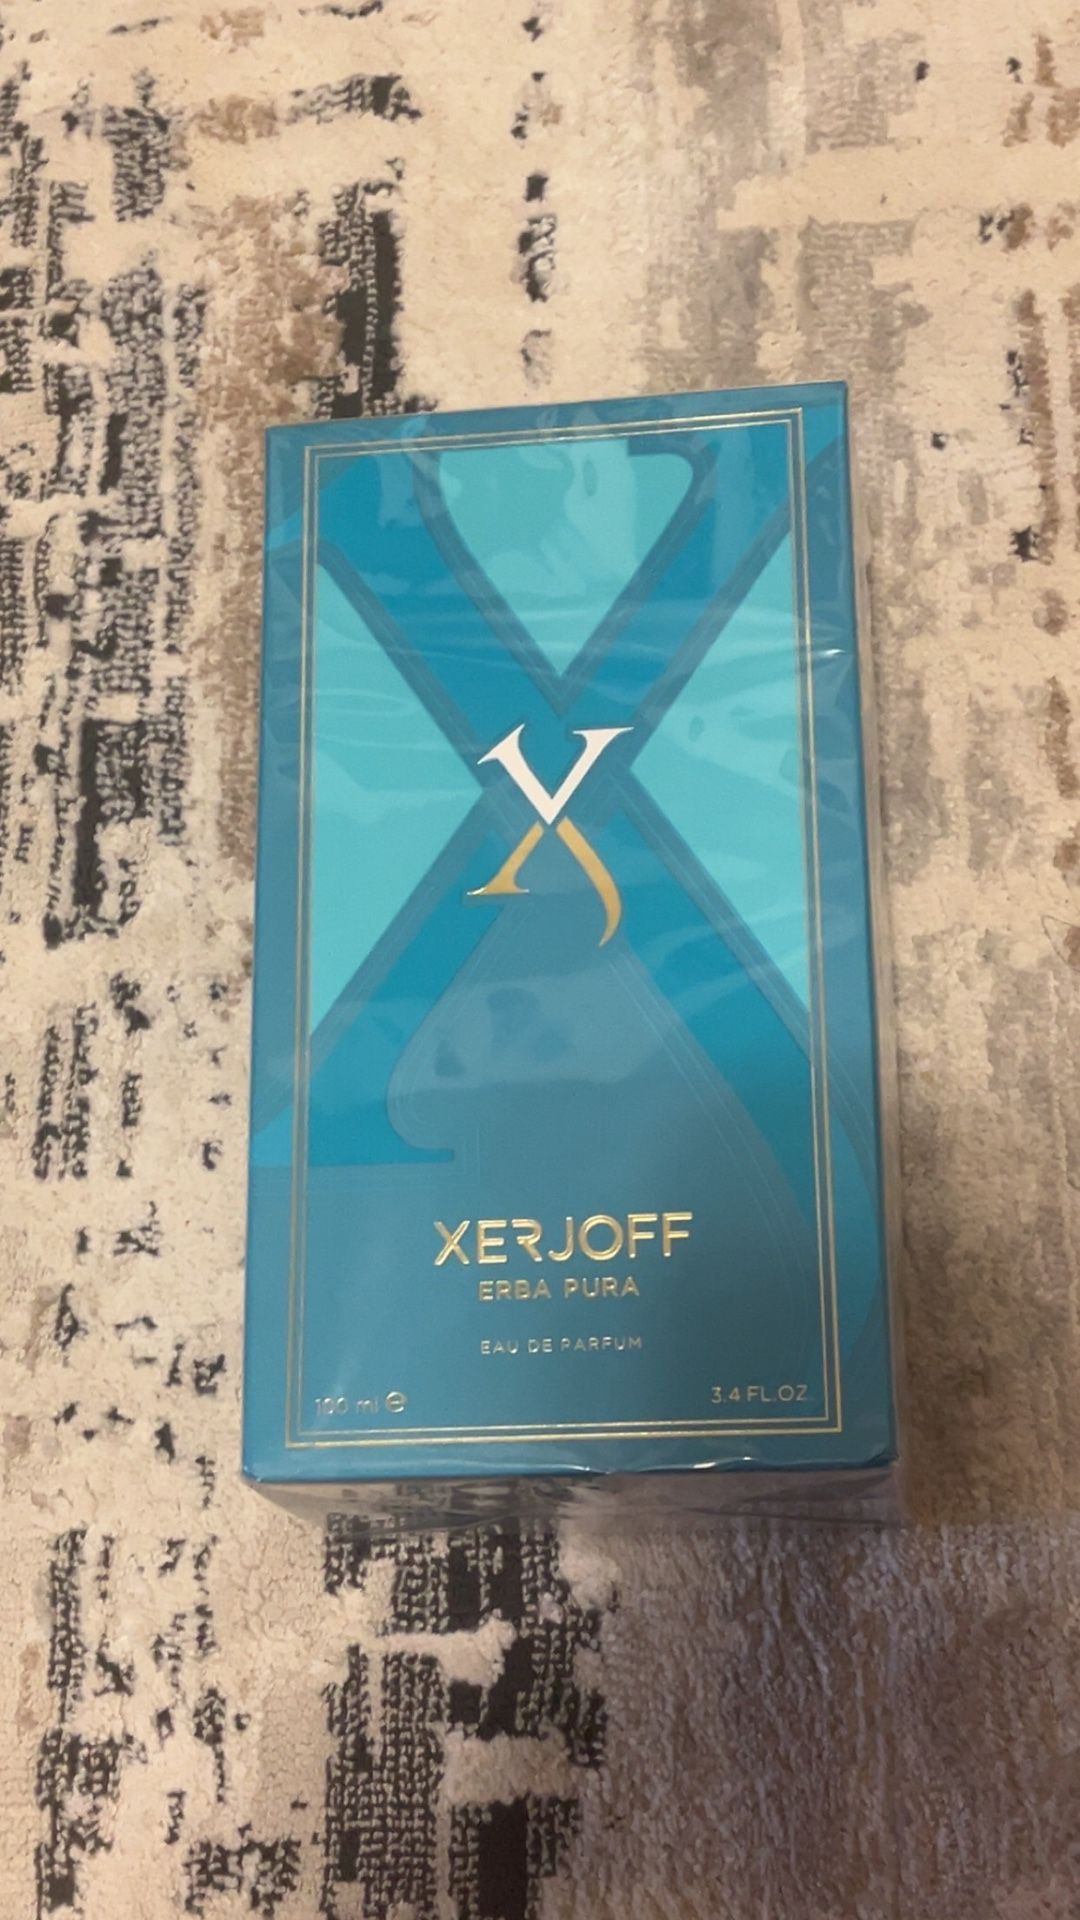 X
XERJOFF
ERBA PURA
EAU DE PARFUM
100 ml ℮
3.4 FL.OZ.